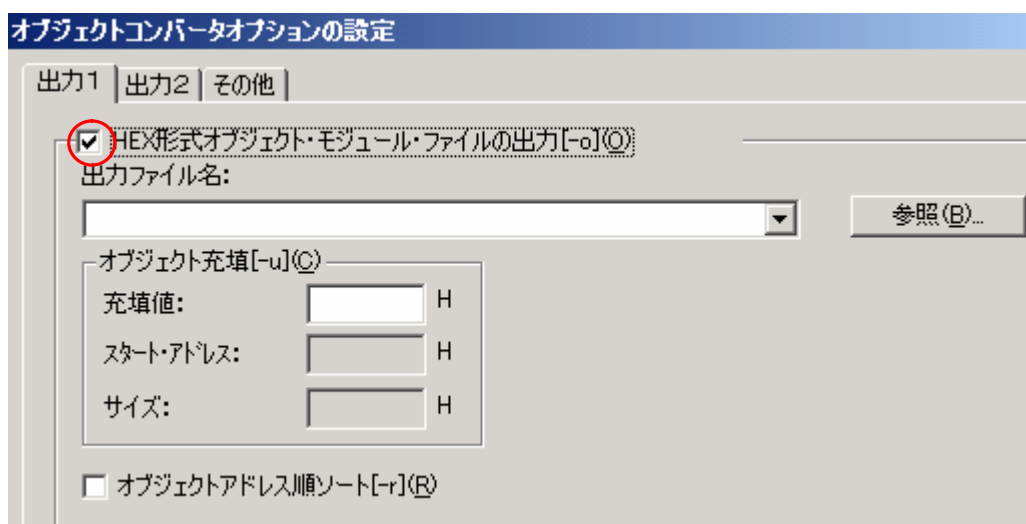 オブジェクトコンバータオプションの設定
出力1 出力2 その他
HEX形式オブジェクト・モジュール・ファイルの出力[-o](O)
出力ファイル名:
参照(B)...
オブジェクト充填[-u](C)
充填値: H
スタート・アドレス: H
サイズ: H
オブジェクトアドレス順ソート[-r](R)